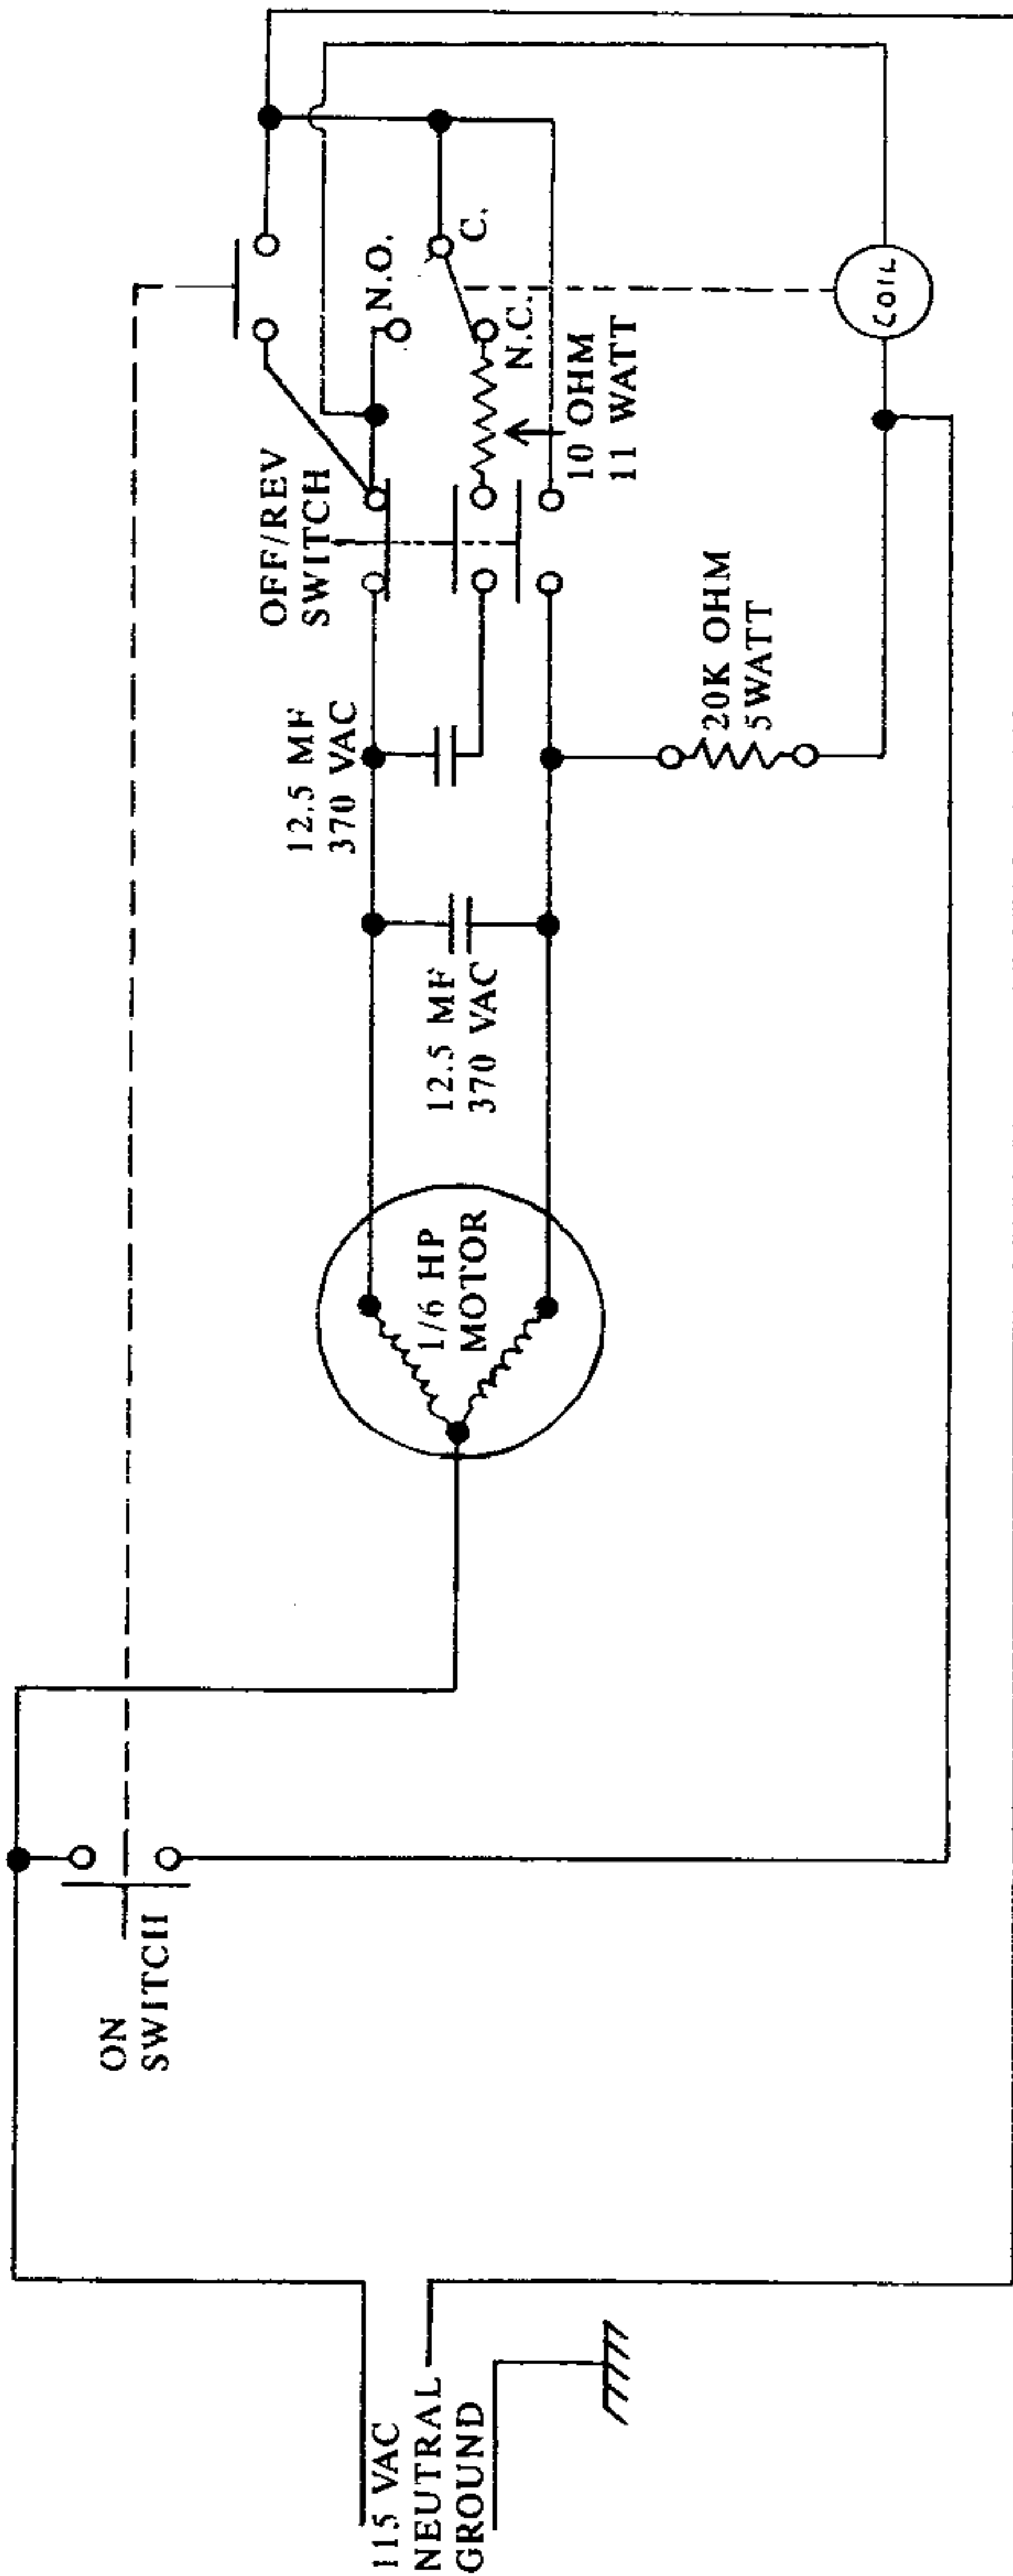 115 VAC
NEUTRAL
GROUND
ON
SWITCH
1/6 HP
MOTOR
12.5 MF
370 VAC
12.5 MF
370 VAC
OFF/REV
SWITCH
20K OHM
5WATT
10 OHM
11 WATT
N.O.
N.C.
C.
COIL